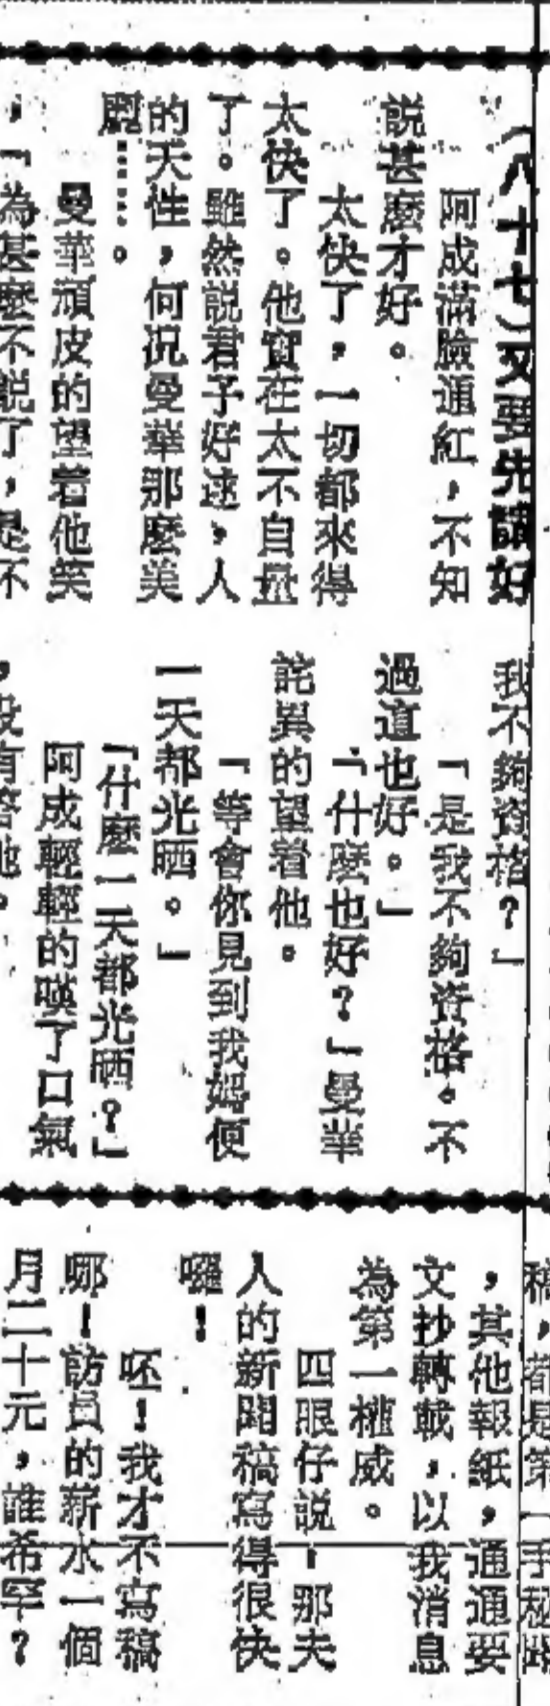 （八十七）又要先講好
阿成滿臉通紅，不知
說甚麼才好。
太快了，一切都來得
太快了。他實在太不自量
了。雖然說君子好逑，人
的天性，何況曼華那麼美
麗……。
曼華頑皮的望着他笑
，「為甚麼不說了，是不
我不夠資格？」
「是我不夠資格。不
過這也好。」
「什麼也好？」曼華
詫異的望着他。
「等會你見到我媽便
一天都光晒。」
「什麼一天都光晒？」
阿成輕輕的嘆了口氣
，沒有答他。
稿，都是第一手秘
，其他報紙，通通要
文抄轉載，以我消息
為第一權威。
四眼仔說：那夫
人的新聞稿寫得很快
囉！
呸！我才不寫稿
哪！訪員的薪水一個
月二十元，誰希罕？